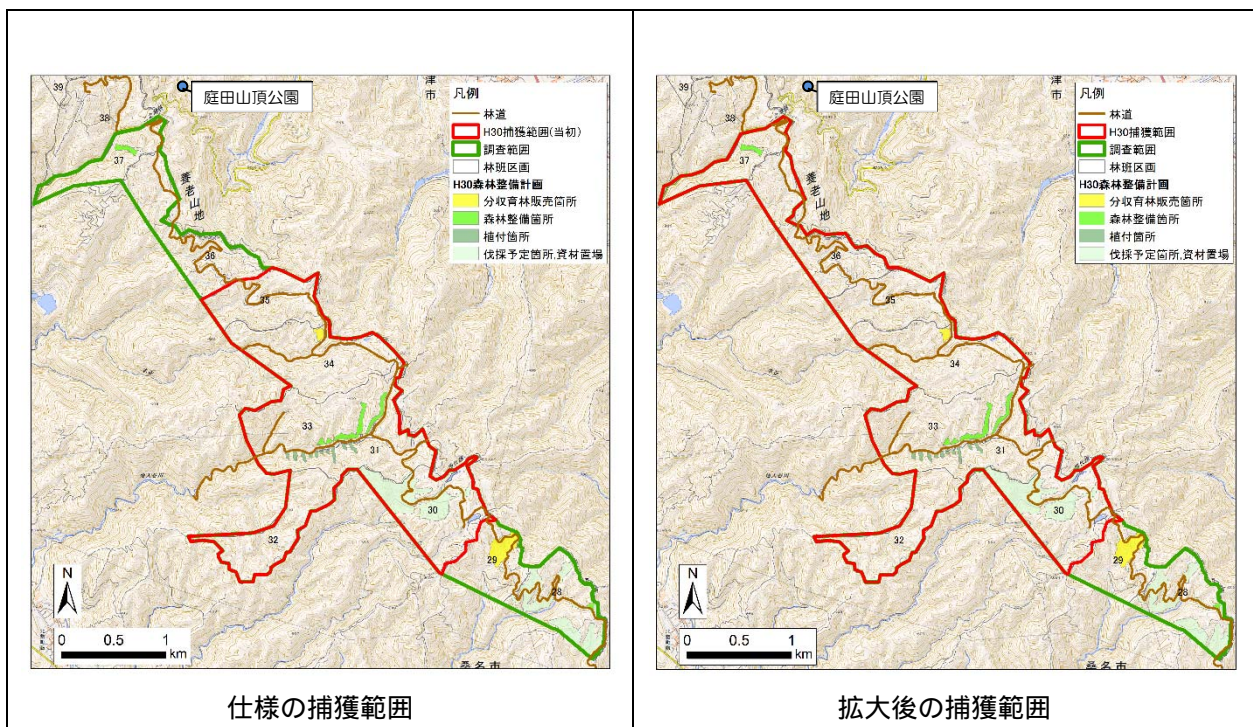 庭田山頂公園
津
市
凡例
林道
H30捕獲範囲(当初)
調査範囲
林班区画
H30森林整備計画
分収育林販売箇所
森林整備箇所
植付箇所
伐採予定箇所,資材置場
39
38
37
養老山地
36
35
34
33
31
30
32
29
28
N
0 0.5 1
km
桑名市
仕様の捕獲範囲
庭田山頂公園
津
市
凡例
林道
H30捕獲範囲
調査範囲
林班区画
H30森林整備計画
分収育林販売箇所
森林整備箇所
植付箇所
伐採予定箇所,資材置場
39
38
37
養老山地
36
35
34
33
31
30
32
29
28
N
0 0.5 1
km
桑名市
拡大後の捕獲範囲